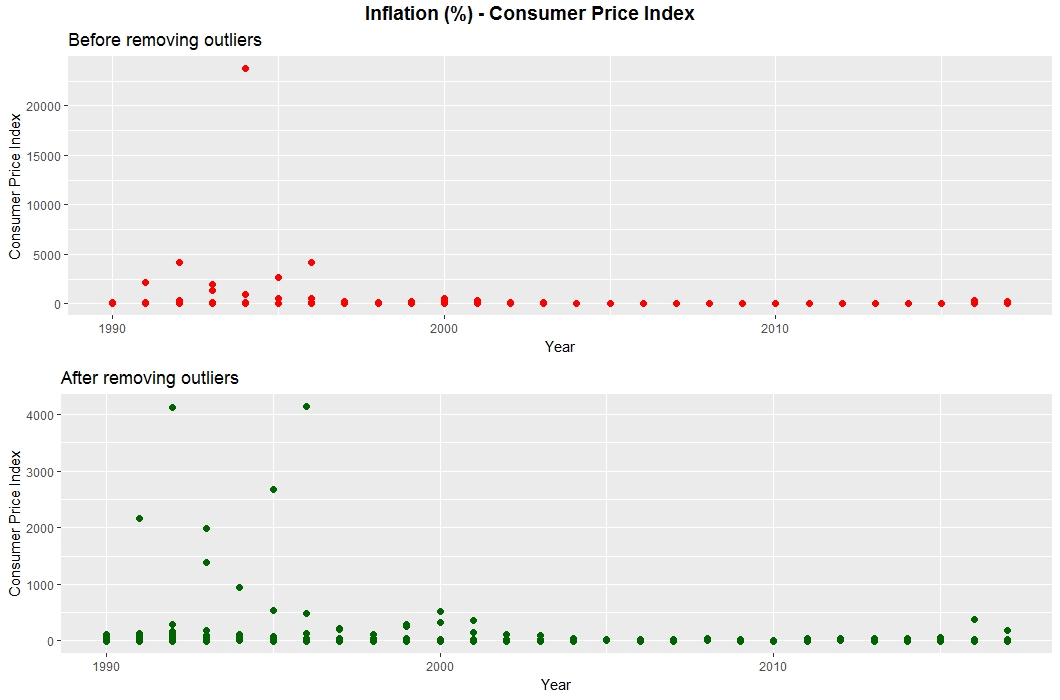 Inflation (%) - Consumer Price Index
Before removing outliers
Consumer Price Index
20000
15000
10000
5000
0
1990
2000
2010
Year
After removing outliers
Consumer Price Index
4000
3000
2000
1000
0
1990
2000
2010
Year